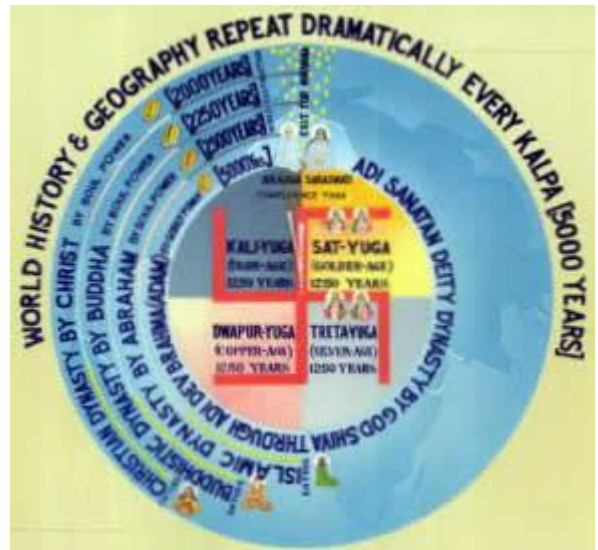 WORLD HISTORY & GEOGRAPHY REPEAT DRAMATICALLY EVERY KALPA [5000 YEARS]
[2000 YEARS]
[2250 YEARS]
[2500 YEARS]
CHRISTIAN DYNASTY BY CHRIST BY SOUL POWER
BUDDHISTIC DYNASTY BY BUDDHA BY SOUL POWER
ISLAMIC DYNASTY BY ABRAHAM BY SOUL POWER
ADI SANATAN DEITY DYNASTY BY GOD SHIVA THROUGH ADI DEV BRAHMA (ADAM)
CONFLUENCE YUGA
KALI-YUGA
(IRON-AGE)
1250 YEARS
SAT-YUGA
(GOLDEN-AGE)
1250 YEARS
DWAPUR-YUGA
(COPPER-AGE)
1250 YEARS
TRETA-YUGA
(SILVER-AGE)
1250 YEARS